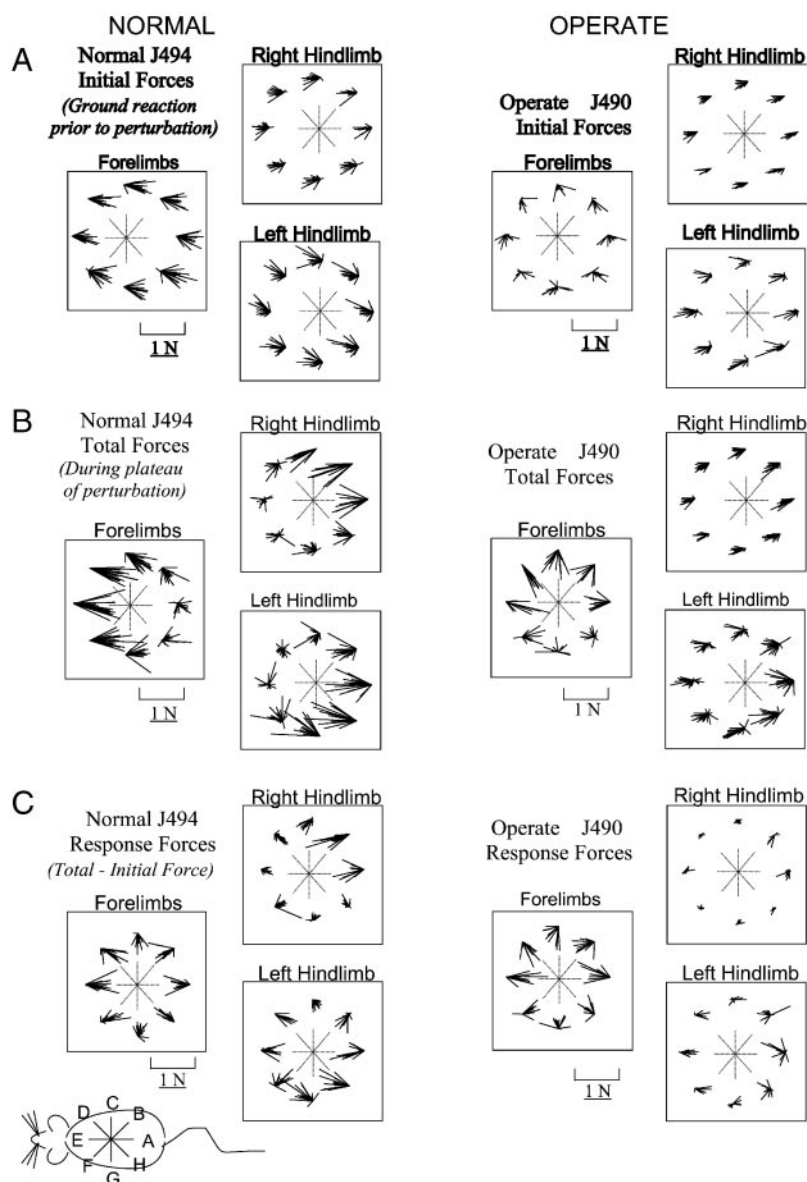 NORMAL
OPERATE
A
Normal J494
Initial Forces
(Ground reaction
prior to perturbation)
Forelimbs
1 N
Right Hindlimb
Left Hindlimb
Operate J490
Initial Forces
Forelimbs
1 N
Right Hindlimb
Left Hindlimb
B
Normal J494
Total Forces
(During plateau
of perturbation)
Forelimbs
1 N
Right Hindlimb
Left Hindlimb
Operate J490
Total Forces
Forelimbs
1 N
Right Hindlimb
Left Hindlimb
C
Normal J494
Response Forces
(Total - Initial Force)
Forelimbs
1 N
Right Hindlimb
Left Hindlimb
Operate J490
Response Forces
Forelimbs
1 N
Right Hindlimb
Left Hindlimb
D C B
E A
F G H